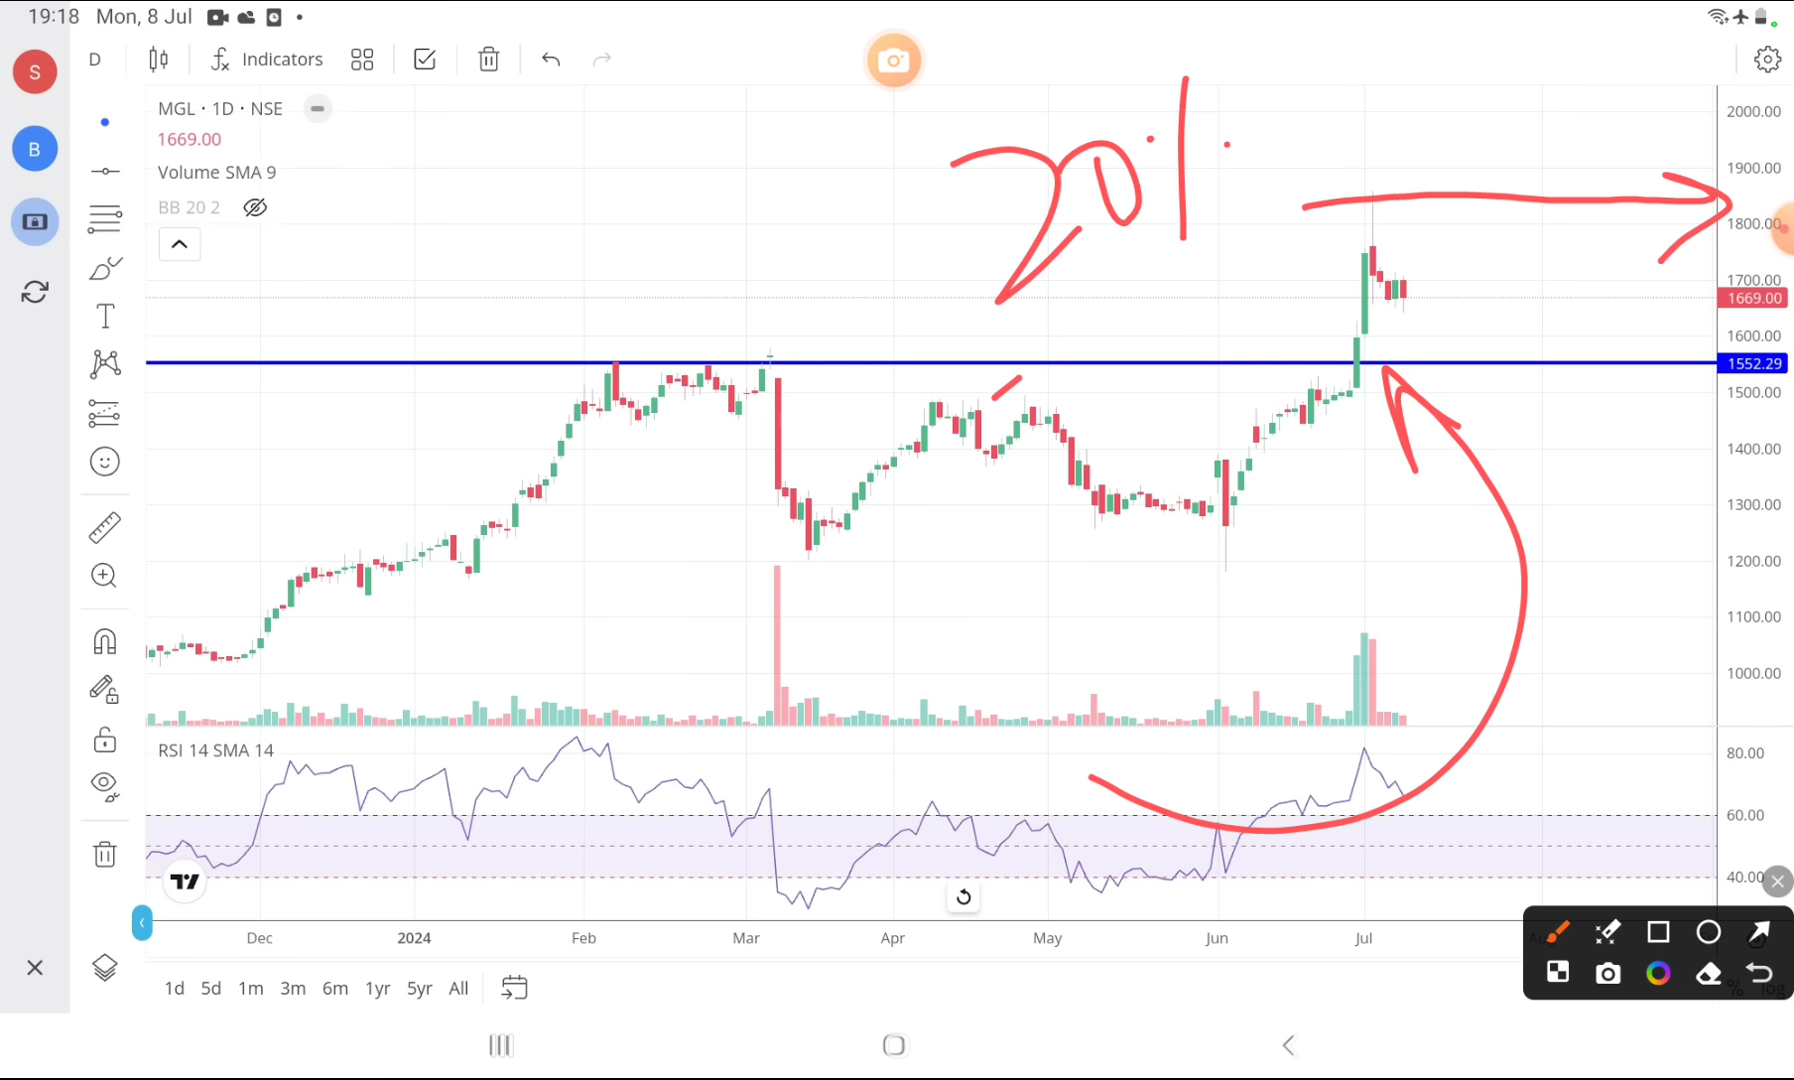 19:18 Mon, 8 Jul
S
D
Indicators
B
MGL · 1D · NSE
1669.00
Volume SMA 9
BB 20 2
20%
2000.00
1900.00
1800.00
1700.00
1669.00
1600.00
1552.29
1500.00
1400.00
1300.00
1200.00
1100.00
1000.00
RSI 14 SMA 14
80.00
60.00
40.00
Dec 2024 Feb Mar Apr May Jun Jul
1d 5d 1m 3m 6m 1yr 5yr All
% log